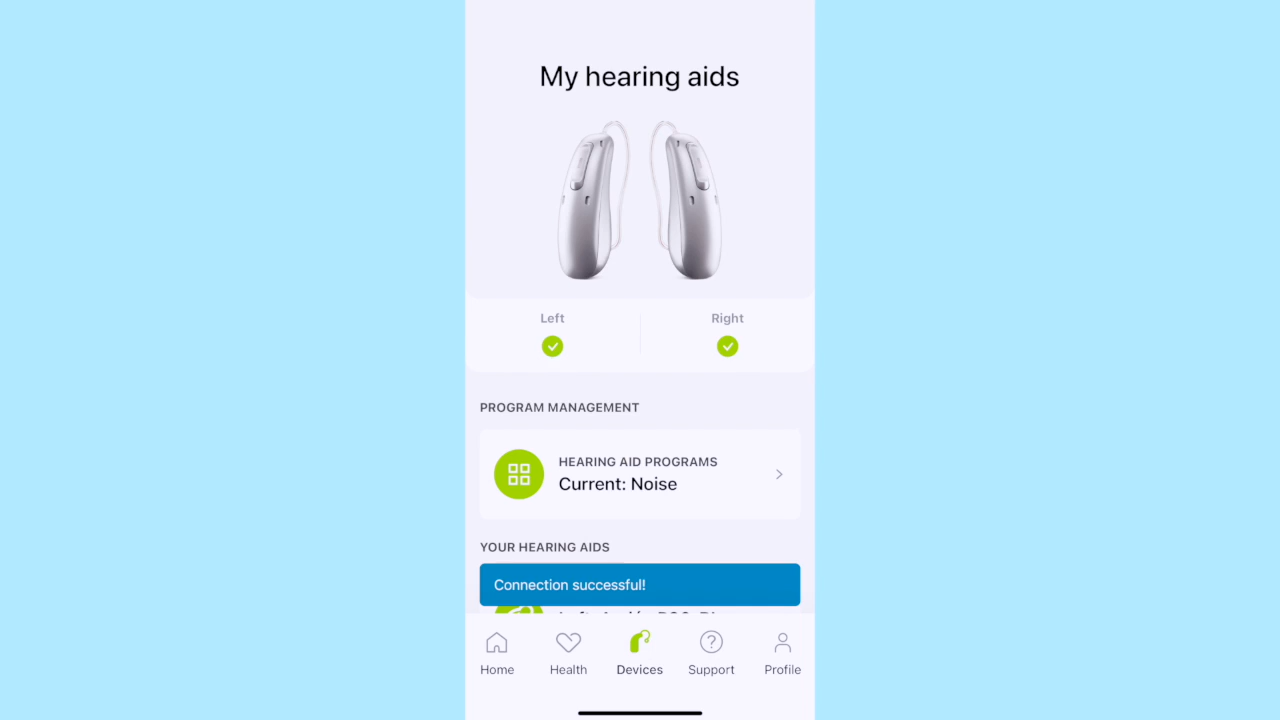 My hearing aids
Left
Right
PROGRAM MANAGEMENT
HEARING AID PROGRAMS
Current: Noise
YOUR HEARING AIDS
Connection successful!
Home
Health
Devices
Support
Profile